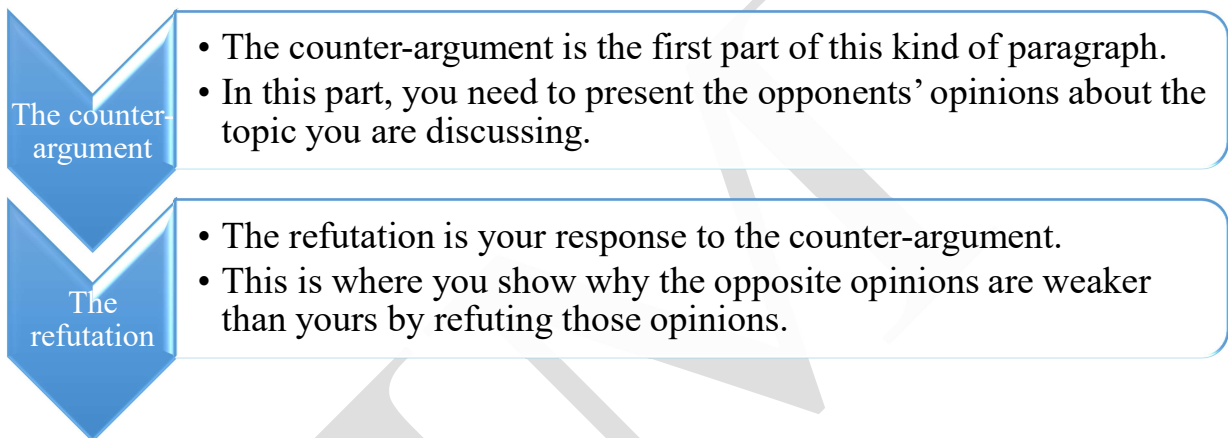 The counter-
argument
• The counter-argument is the first part of this kind of paragraph.
• In this part, you need to present the opponents’ opinions about the
topic you are discussing.
The
refutation
• The refutation is your response to the counter-argument.
• This is where you show why the opposite opinions are weaker
than yours by refuting those opinions.